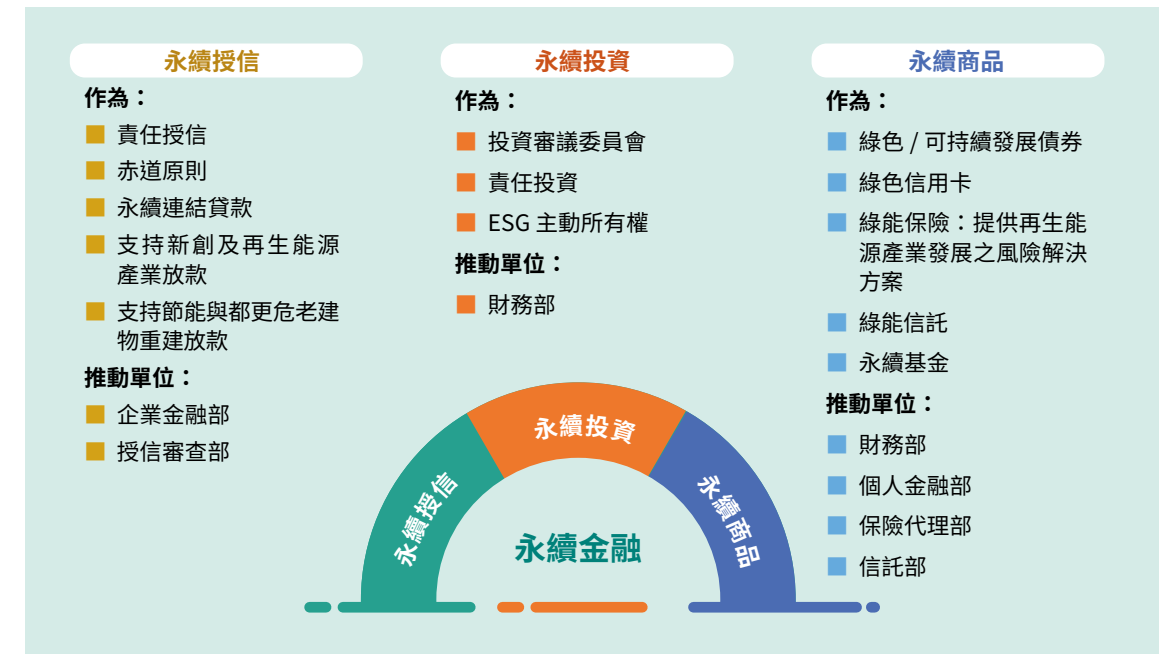 永續授信
作為：
責任授信
赤道原則
永續連結貸款
支持新創及再生能源
產業放款
支持節能與都更危老建
物重建放款
推動單位：
企業金融部
授信審查部
永續投資
作為：
投資審議委員會
責任投資
ESG 主動所有權
推動單位：
財務部
永續商品
作為：
綠色 / 可持續發展債券
綠色信用卡
綠能保險：提供再生能
源產業發展之風險解決
方案
綠能信託
永續基金
推動單位：
財務部
個人金融部
保險代理部
信託部
永續授信
永續投資
永續商品
永續金融